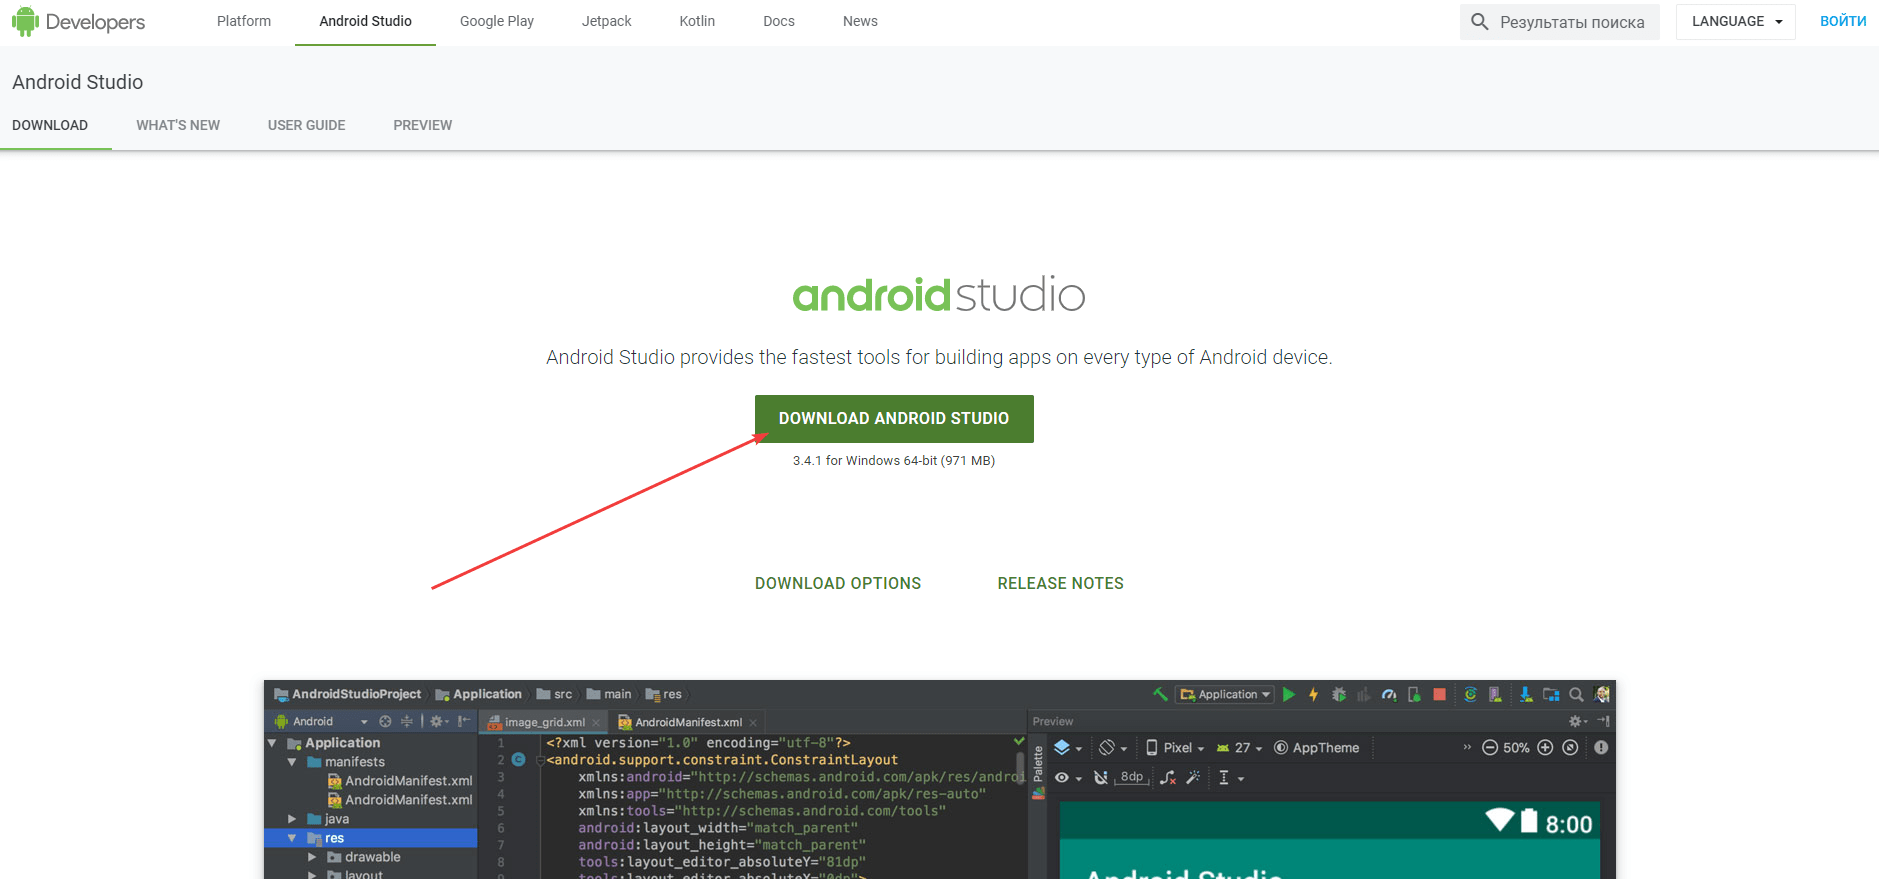 Developers
Platform
Android Studio
Google Play
Jetpack
Kotlin
Docs
News
Результаты поиска
LANGUAGE
ВОЙТИ
Android Studio
DOWNLOAD
WHAT'S NEW
USER GUIDE
PREVIEW
androidstudio
Android Studio provides the fastest tools for building apps on every type of Android device.
DOWNLOAD ANDROID STUDIO
3.4.1 for Windows 64-bit (971 MB)
DOWNLOAD OPTIONS
RELEASE NOTES
AndroidStudioProject
Application
src
main
res
Application
Android
image_grid.xml
AndroidManifest.xml
Preview
Application
manifests
AndroidManifest.xml
AndroidManifest.xml
java
res
drawable
layout
1 <?xml version="1.0" encoding="utf-8"?>
2 <android.support.constraint.ConstraintLayout
3 xmlns:android="http://schemas.android.com/apk/res/androi
4 xmlns:app="http://schemas.android.com/apk/res-auto"
5 xmlns:tools="http://schemas.android.com/tools"
6 android:layout_width="match_parent"
7 android:layout_height="match_parent"
8 tools:layout_editor_absoluteY="81dp"
9 tools:layout_editor_absoluteX="0dp">
Palette
Pixel
27
AppTheme
50%
8dp
8:00
Android Studio